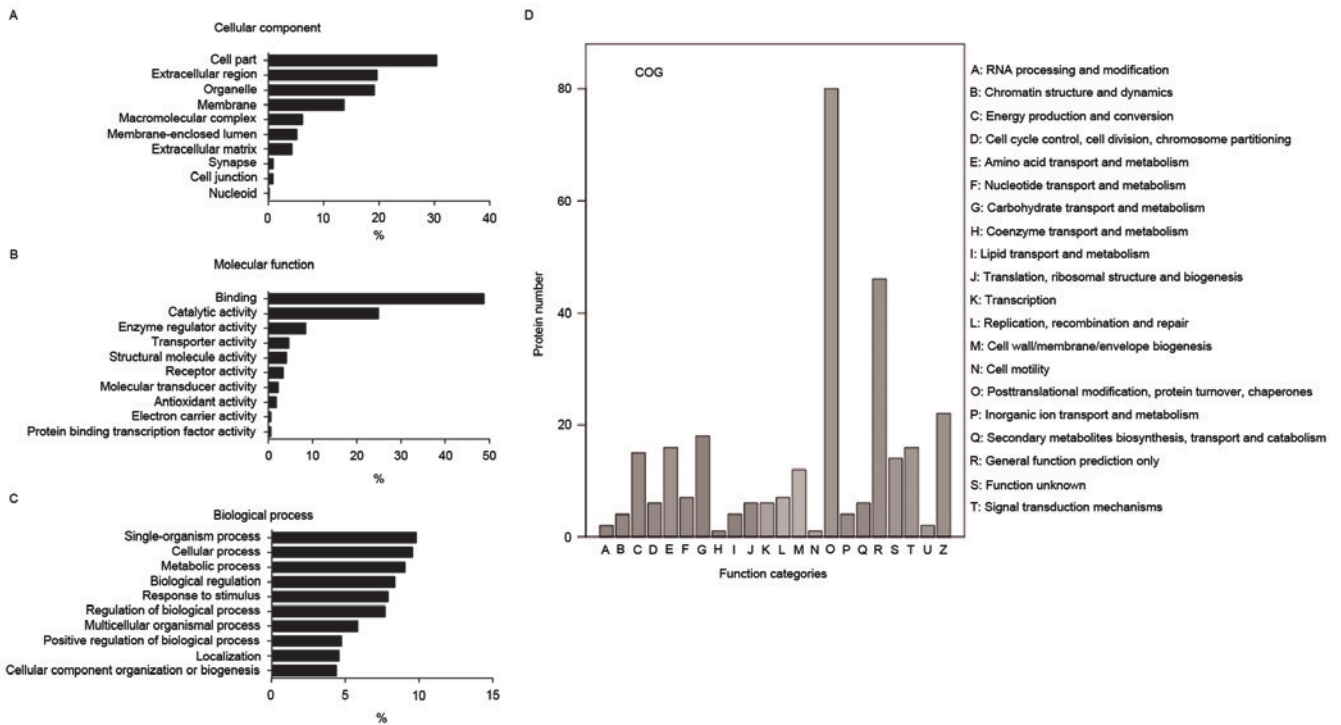 A
Cellular component
Cell part
Extracellular region
Organelle
Membrane
Macromolecular complex
Membrane-enclosed lumen
Extracellular matrix
Synapse
Cell junction
Nucleoid
0 10 20 30 40
%
B
Molecular function
Binding
Catalytic activity
Enzyme regulator activity
Transporter activity
Structural molecule activity
Receptor activity
Molecular transducer activity
Antioxidant activity
Electron carrier activity
Protein binding transcription factor activity
0 10 20 30 40 50
%
C
Biological process
Single-organism process
Cellular process
Metabolic process
Biological regulation
Response to stimulus
Regulation of biological process
Multicellular organismal process
Positive regulation of biological process
Localization
Cellular component organization or biogenesis
0 5 10 15
%
D
COG
Protein number
80
60
40
20
0
A B C D E F G H I J K L M N O P Q R S T U Z
Function categories
A: RNA processing and modification
B: Chromatin structure and dynamics
C: Energy production and conversion
D: Cell cycle control, cell division, chromosome partitioning
E: Amino acid transport and metabolism
F: Nucleotide transport and metabolism
G: Carbohydrate transport and metabolism
H: Coenzyme transport and metabolism
I: Lipid transport and metabolism
J: Translation, ribosomal structure and biogenesis
K: Transcription
L: Replication, recombination and repair
M: Cell wall/membrane/envelope biogenesis
N: Cell motility
O: Posttranslational modification, protein turnover, chaperones
P: Inorganic ion transport and metabolism
Q: Secondary metabolites biosynthesis, transport and catabolism
R: General function prediction only
S: Function unknown
T: Signal transduction mechanisms